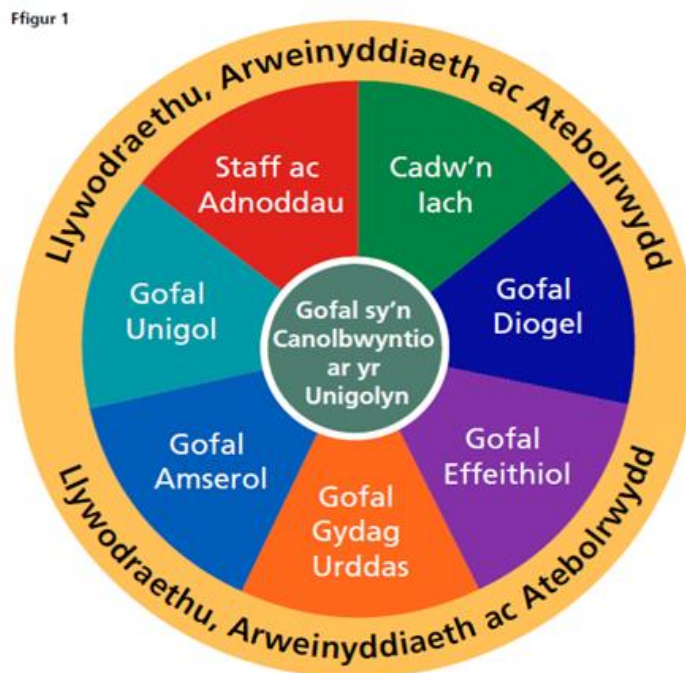 Ffigur 1
Llywodraethu, Arweinyddiaeth ac Atebolrwydd
Staff ac
Adnoddau
Cadw'n
Iach
Gofal
Unigol
Gofal
Diogel
Gofal sy'n
Canolbwyntio
ar yr
Unigolyn
Gofal
Amserol
Gofal
Effeithiol
Gofal
Gydag
Urddas
Llywodraethu, Arweinyddiaeth ac Atebolrwydd